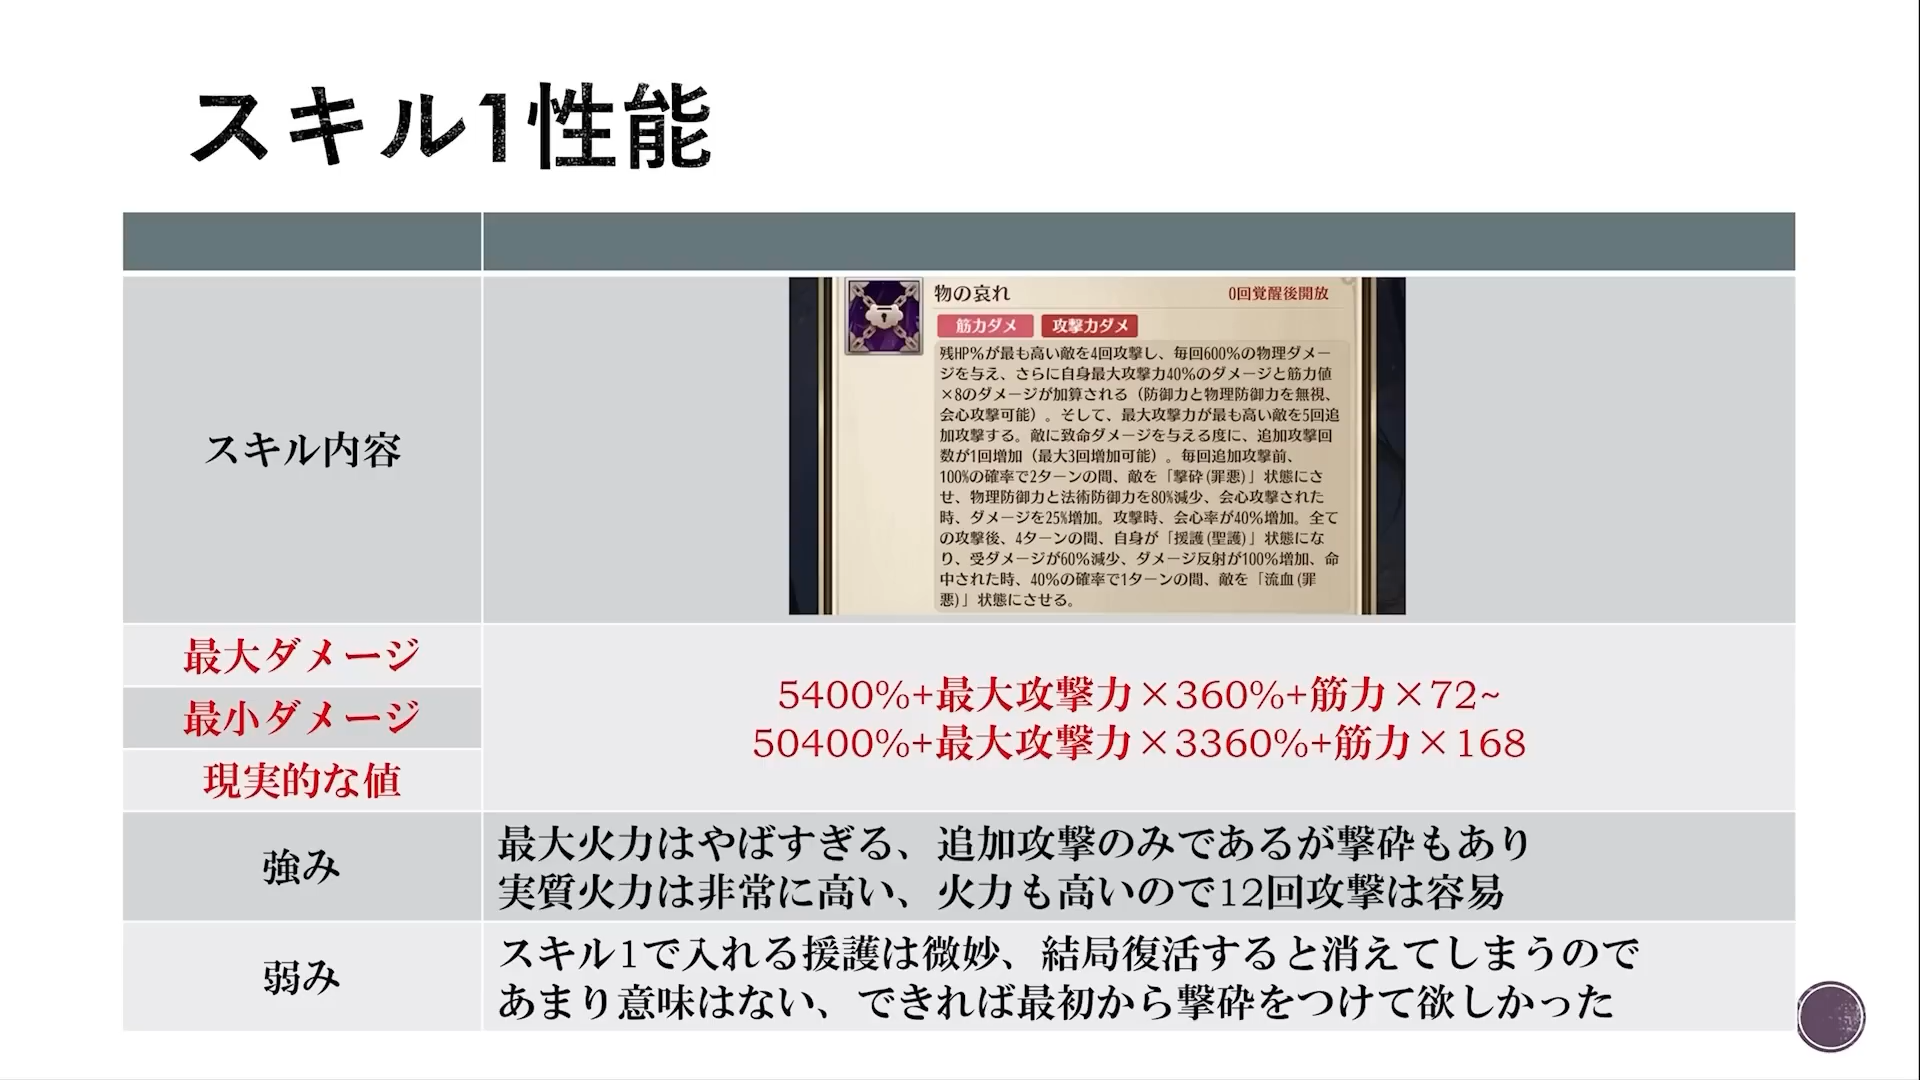 スキル1性能
スキル内容
物の哀れ
0回覚醒後開放
筋力ダメ
攻撃力ダメ
残HP%が最も高い敵を4回攻撃し、毎回600%の物理ダメー
ジを与え、さらに自身最大攻撃力40%のダメージと筋力値
×8のダメージが加算される（防御力と物理防御力を無視、
会心攻撃可能）。そして、最大攻撃力が最も高い敵を5回追
加攻撃する。敵に致命ダメージを与える度に、追加攻撃回
数が1回増加（最大3回増加可能）。毎回追加攻撃前、
100%の確率で2ターンの間、敵を「撃砕(罪悪)」状態にさ
せ、物理防御力と法術防御力を80%減少、会心攻撃された
時、ダメージを25%増加。攻撃時、会心率が40%増加。全て
の攻撃後、4ターンの間、自身が「援護(聖護)」状態にな
り、受ダメージが60%減少、ダメージ反射が100%増加、命
中された時、40%の確率で1ターンの間、敵を「流血(罪
悪)」状態にさせる。
最大ダメージ
最小ダメージ
現実的な値
5400%+最大攻撃力×360%+筋力×72~
50400%+最大攻撃力×3360%+筋力×168
強み
最大火力はやばすぎる、追加攻撃のみであるが撃砕もあり
実質火力は非常に高い、火力も高いので12回攻撃は容易
弱み
スキル1で入れる援護は微妙、結局復活すると消えてしまうので
あまり意味はない、できれば最初から撃砕をつけて欲しかった